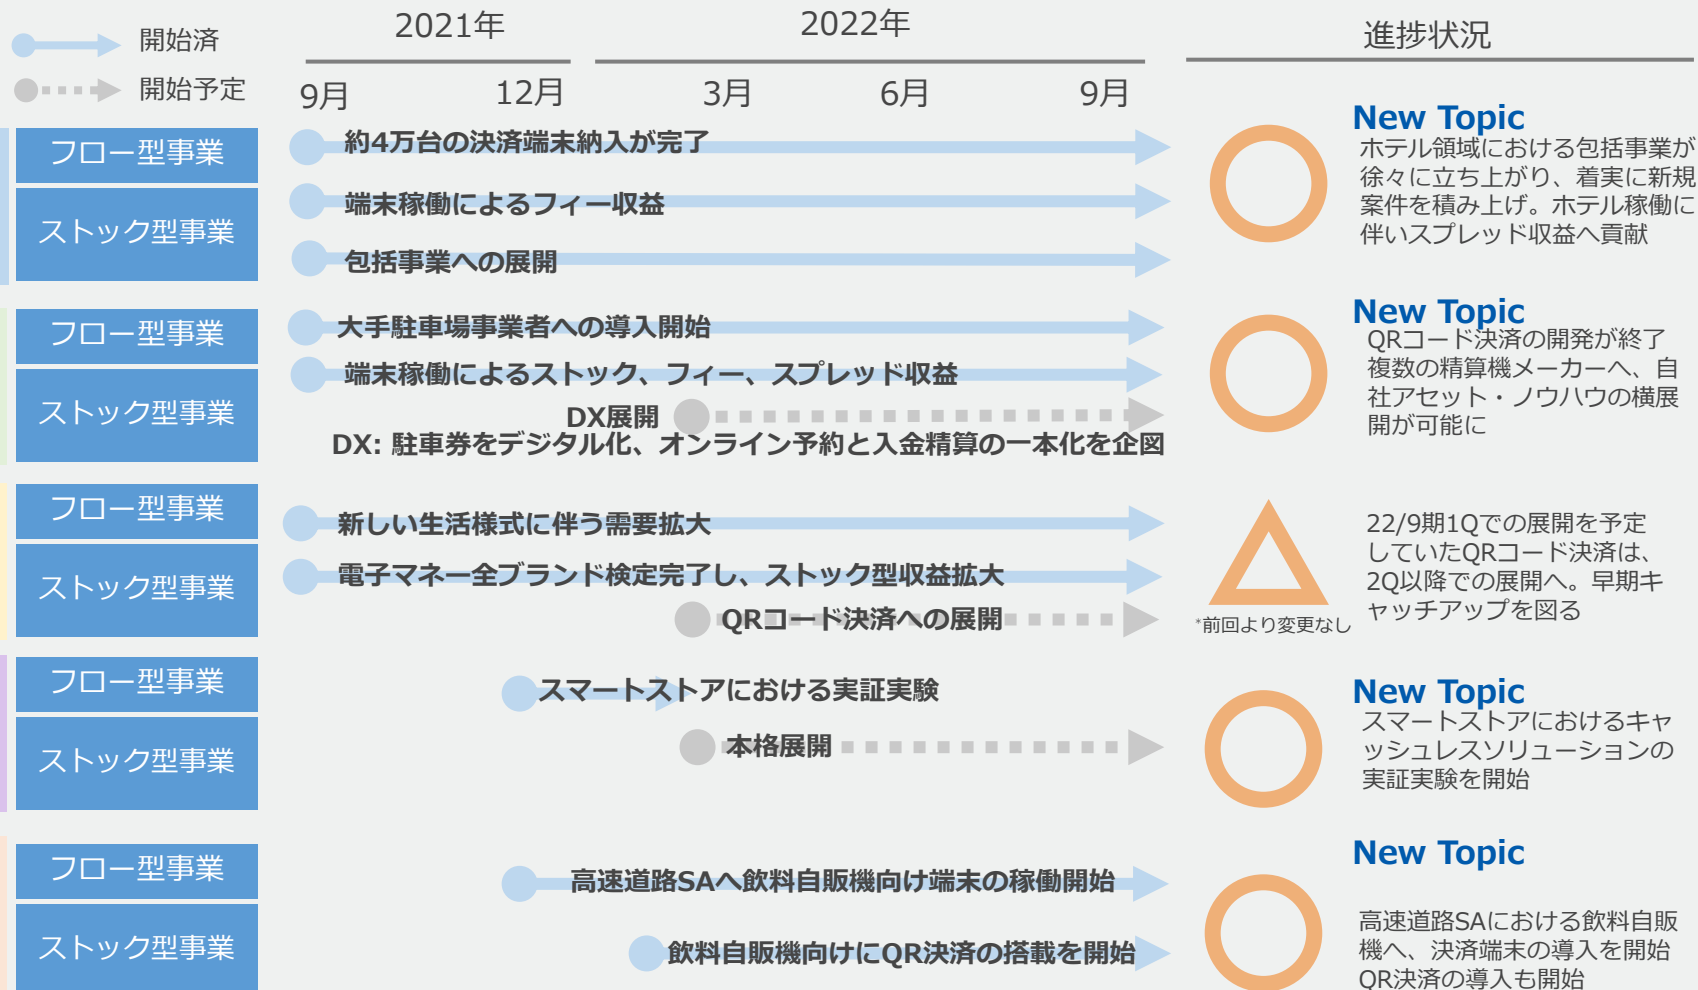 開始済
開始予定
2021年
2022年
進捗状況
9月
12月
3月
6月
9月
フロー型事業
ストック型事業
約4万台の決済端末納入が完了
端末稼働によるフィー収益
包括事業への展開
New Topic
ホテル領域における包括事業が
徐々に立ち上がり、着実に新規
案件を積み上げ。ホテル稼働に
伴いスプレッド収益へ貢献
フロー型事業
ストック型事業
大手駐車場事業者への導入開始
端末稼働によるストック、フィー、スプレッド収益
DX展開
DX: 駐車券をデジタル化、オンライン予約と入金精算の一本化を企図
New Topic
QRコード決済の開発が終了
複数の精算機メーカーへ、自
社アセット・ノウハウの横展
開が可能に
フロー型事業
ストック型事業
新しい生活様式に伴う需要拡大
電子マネー全ブランド検定完了し、ストック型収益拡大
QRコード決済への展開
*前回より変更なし
22/9期1Qでの展開を予定
していたQRコード決済は、
2Q以降での展開へ。早期キ
ャッチアップを図る
フロー型事業
ストック型事業
スマートストアにおける実証実験
本格展開
New Topic
スマートストアにおけるキャ
ッシュレスソリューションの
実証実験を開始
フロー型事業
ストック型事業
高速道路SAへ飲料自販機向け端末の稼働開始
飲料自販機向けにQR決済の搭載を開始
New Topic
高速道路SAにおける飲料自販
機へ、決済端末の導入を開始
QR決済の導入も開始